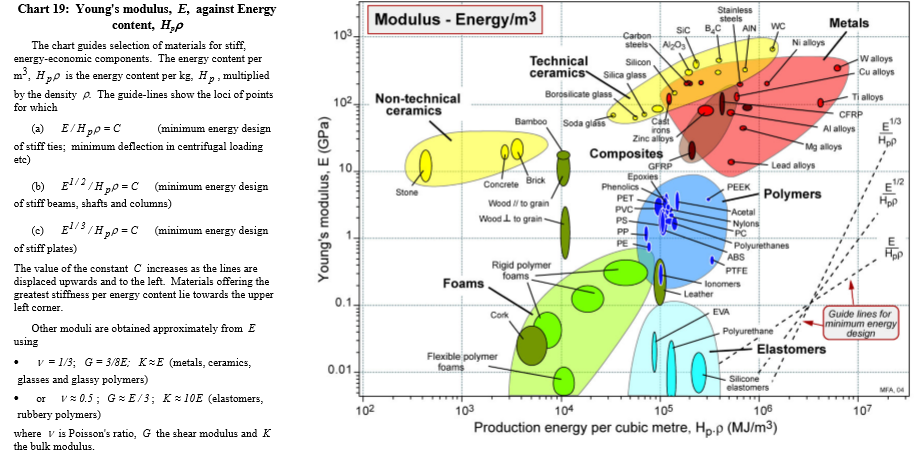 Chart 19: Young's modulus, E, against Energy
content, Hpρ
The chart guides selection of materials for stiff,
energy-economic components. The energy content per
m³, Hpρ is the energy content per kg, Hp, multiplied
by the density ρ. The guide-lines show the loci of points
for which
(a) E/Hpρ = C (minimum energy design
of stiff ties; minimum deflection in centrifugal loading
etc)
(b) E^1/2/Hpρ = C (minimum energy design
of stiff beams, shafts and columns)
(c) E^1/3/Hpρ = C (minimum energy design
of stiff plates)
The value of the constant C increases as the lines are
displaced upwards and to the left. Materials offering the
greatest stiffness per energy content lie towards the upper
left corner.
Other moduli are obtained approximately from E
using
• ν = 1/3; G = 3/8E; K ≈ E (metals, ceramics,
glasses and glassy polymers)
• or ν ≈ 0.5; G ≈ E/3; K ≈ 10E (elastomers,
rubbery polymers)
where ν is Poisson's ratio, G the shear modulus and K
the bulk modulus.
Modulus - Energy/m³
Young's modulus, E (GPa)
10³
10²
10
1
0.1
0.01
10²
10³
10⁴
10⁵
10⁶
10⁷
Production energy per cubic metre, Hp.ρ (MJ/m³)
Stainless
steels
WC
Metals
B₄C
AlN
SiC
Carbon
steels
Al₂O₃
Ni alloys
Technical
ceramics
Silicon
W alloys
Cu alloys
Silica glass
Borosilicate glass
Ti alloys
Non-technical
ceramics
Soda glass
Cast
irons
CFRP
Bamboo
Zinc alloys
Al alloys
Mg alloys
Composites
GFRP
Lead alloys
Stone
Concrete
Brick
Epoxies
Phenolics
PEEK
Polymers
PET
PVC
PS
PP
PE
Wood // to grain
Wood ⊥ to grain
Acetal
Nylons
PC
Polyurethanes
ABS
PTFE
Ionomers
Leather
Rigid polymer
foams
Foams
Cork
EVA
Polyurethane
Elastomers
Flexible polymer
foams
Silicone
elastomers
E^1/3
Hpρ
E^1/2
Hpρ
E
Hpρ
Guide lines for
minimum energy
design
MFA, 04